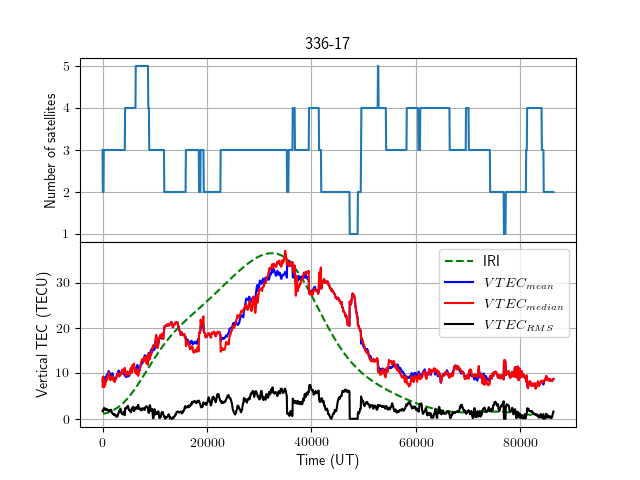 336-17
Number of satellites
5
4
3
2
1
Vertical TEC (TECU)
30
20
10
0
IRI
VTEC_mean
VTEC_median
VTEC_RMS
0 20000 40000 60000 80000
Time (UT)